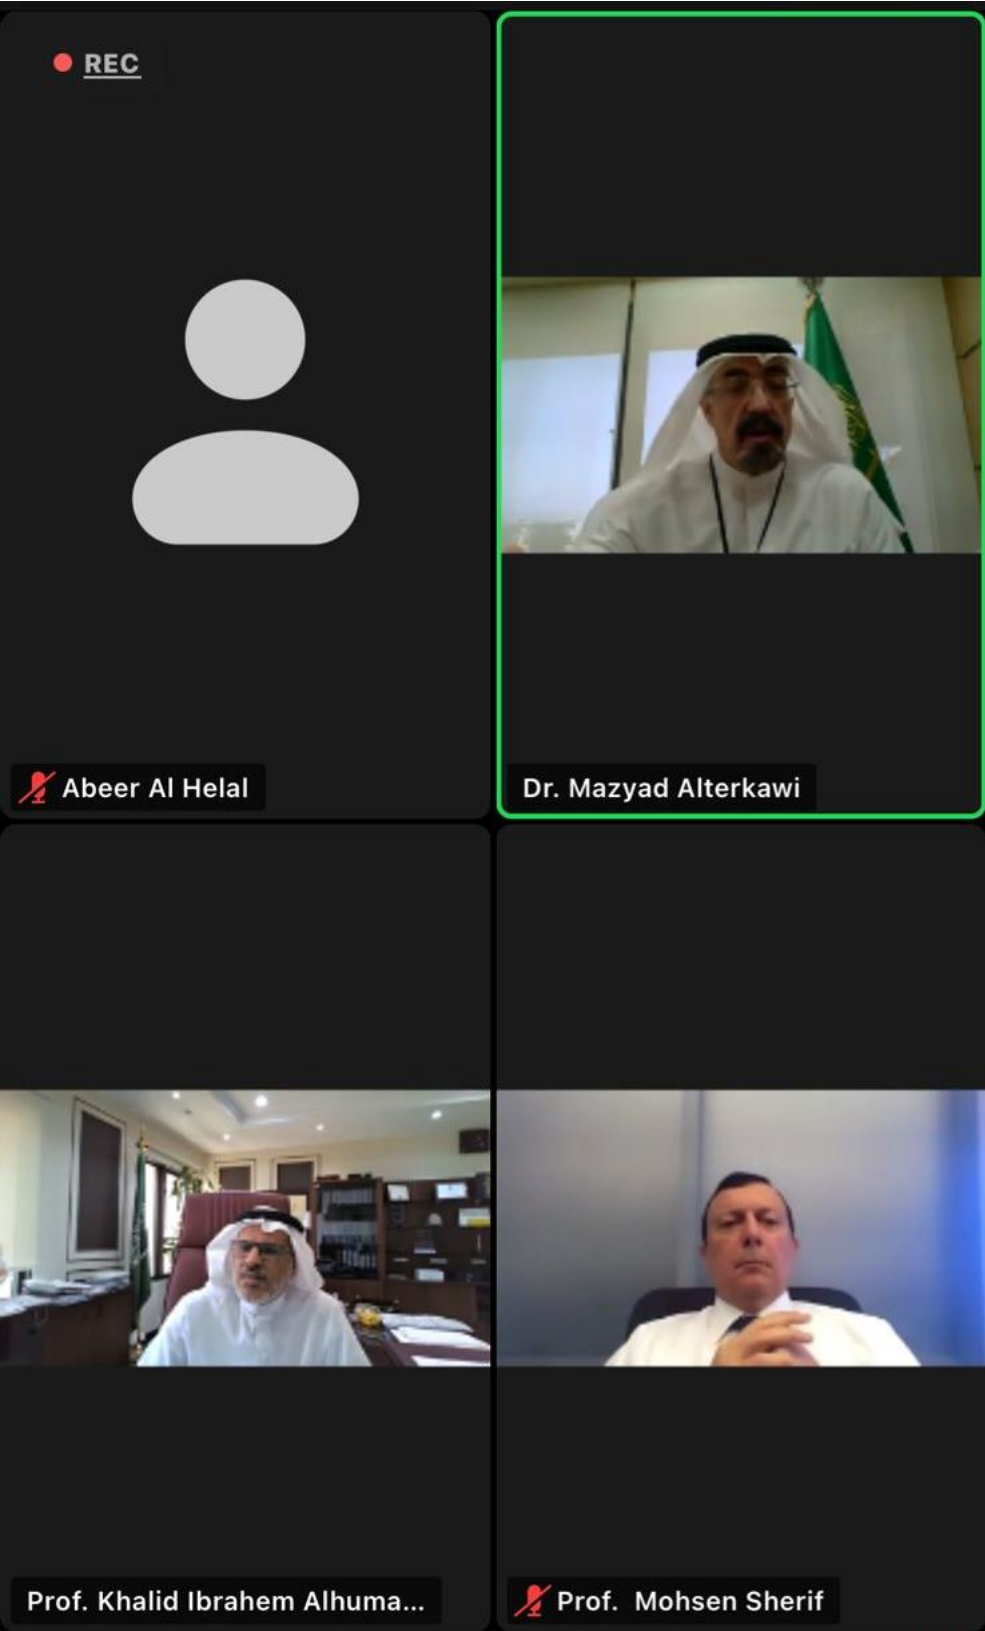 REC
Abeer Al Helal
Dr. Mazyad Alterkawi
Prof. Khalid Ibrahem Alhuma...
Prof. Mohsen Sherif